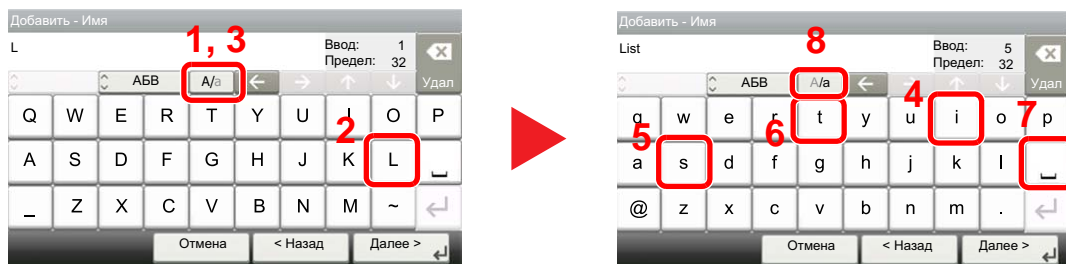 Добавить - Имя
L
Ввод: 1
Предел: 32
1, 3
АБВ A/a Удал
Q W E R T Y U I O P
2
A S D F G H J K L
_ Z X C V B N M ~
Отмена < Назад Далее >
Добавить - Имя
List
8
Ввод: 5
Предел: 32
АБВ A/a Удал
4
q w e r t y u i o p
5 6 7
a s d f g h j k l
@ z x c v b n m .
Отмена < Назад Далее >